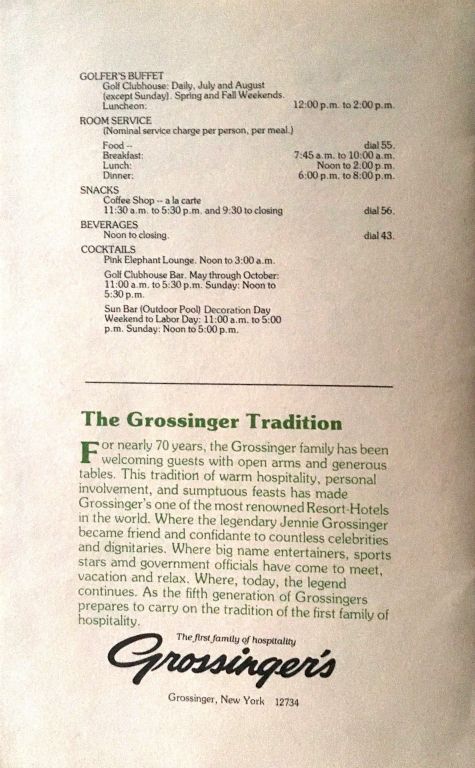 GOLFER'S BUFFET
Golf Clubhouse: Daily, July and August
(except Sunday). Spring and Fall Weekends.
Luncheon: 12:00 p.m. to 2:00 p.m.
ROOM SERVICE
(Nominal service charge per person, per meal.)
Food -- dial 55.
Breakfast: 7:45 a.m. to 10:00 a.m.
Lunch: Noon to 2:00 p.m.
Dinner: 6:00 p.m. to 8:00 p.m.
SNACKS
Coffee Shop -- a la carte
11:30 a.m. to 5:30 p.m. and 9:30 to closing dial 56.
BEVERAGES
Noon to closing. dial 43.
COCKTAILS
Pink Elephant Lounge. Noon to 3:00 a.m.
Golf Clubhouse Bar. May through October:
11:00 a.m. to 5:30 p.m. Sunday: Noon to
5:30 p.m.
Sun Bar (Outdoor Pool) Decoration Day
Weekend to Labor Day: 11:00 a.m. to 5:00
p.m. Sunday: Noon to 5:00 p.m.
The Grossinger Tradition
For nearly 70 years, the Grossinger family has been
welcoming guests with open arms and generous
tables. This tradition of warm hospitality, personal
involvement, and sumptuous feasts has made
Grossinger's one of the most renowned Resort-Hotels
in the world. Where the legendary Jennie Grossinger
became friend and confidante to countless celebrities
and dignitaries. Where big name entertainers, sports
stars amd government officials have come to meet,
vacation and relax. Where, today, the legend
continues. As the fifth generation of Grossingers
prepares to carry on the tradition of the first family of
hospitality.
The first family of hospitality
Grossinger's
Grossinger, New York 12734